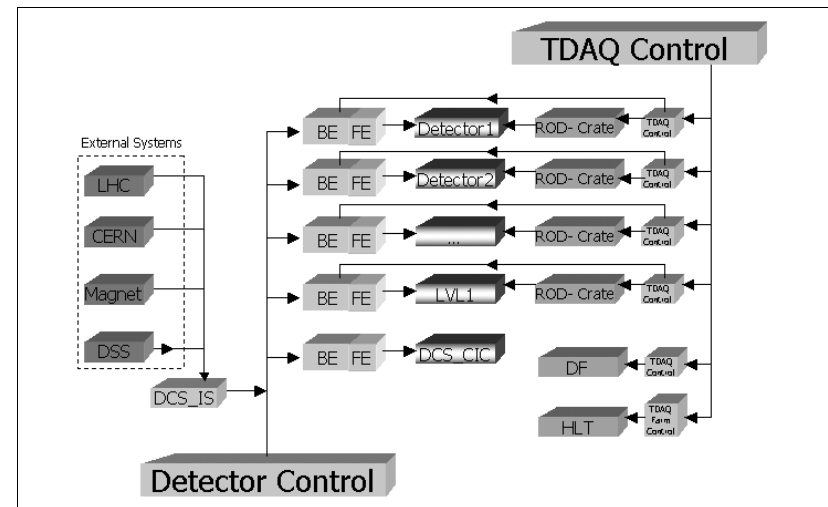 TDAQ Control
BE FE Detector1 ROD- Crate TDAQ Control
External Systems
LHC
BE FE Detector2 ROD- Crate TDAQ Control
CERN
BE FE ... ROD- Crate TDAQ Control
Magnet
BE FE LVL1 ROD- Crate TDAQ Control
DSS
BE FE DCS_CIC
DF TDAQ Control
DCS_IS
HLT TDAQ Farm Control
Detector Control